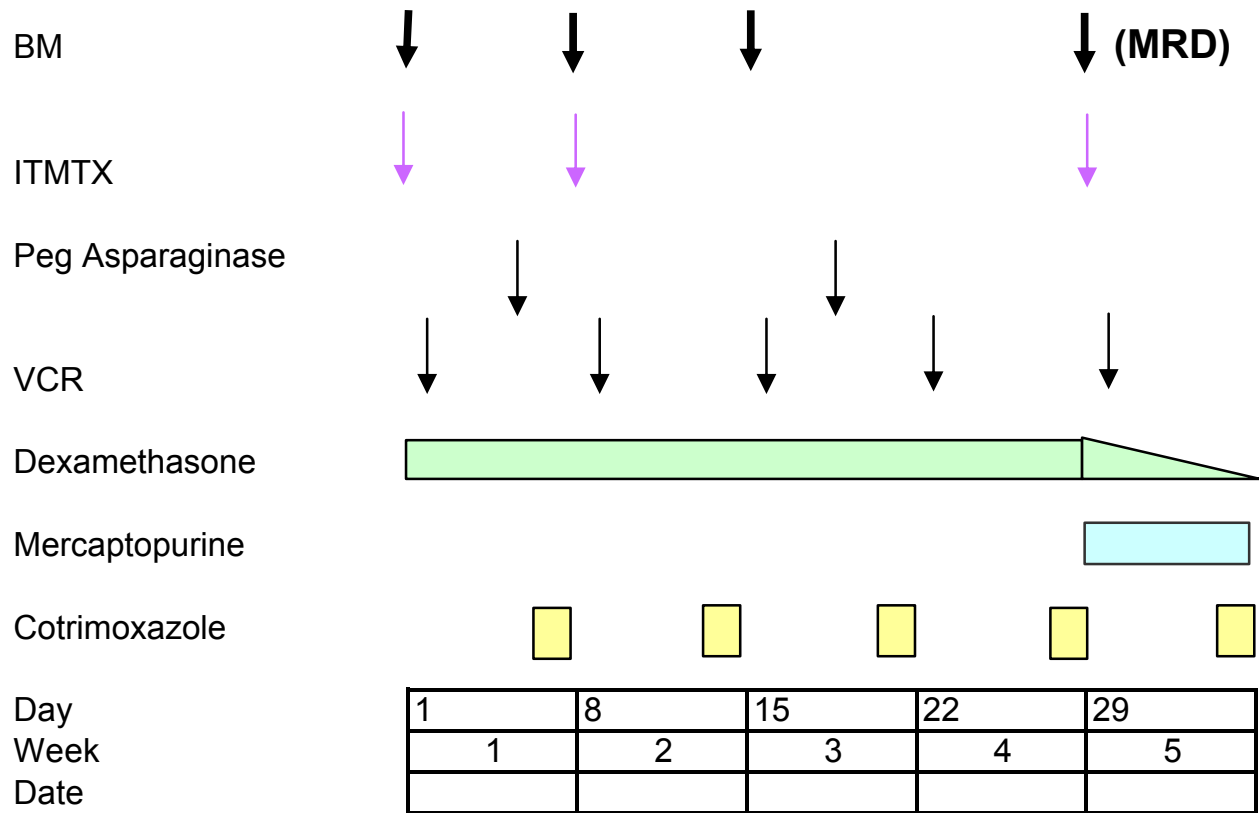 BM (MRD)
ITMTX
Peg Asparaginase
VCR
Dexamethasone
Mercaptopurine
Cotrimoxazole
Day 1 8 15 22 29
Week 1 2 3 4 5
Date